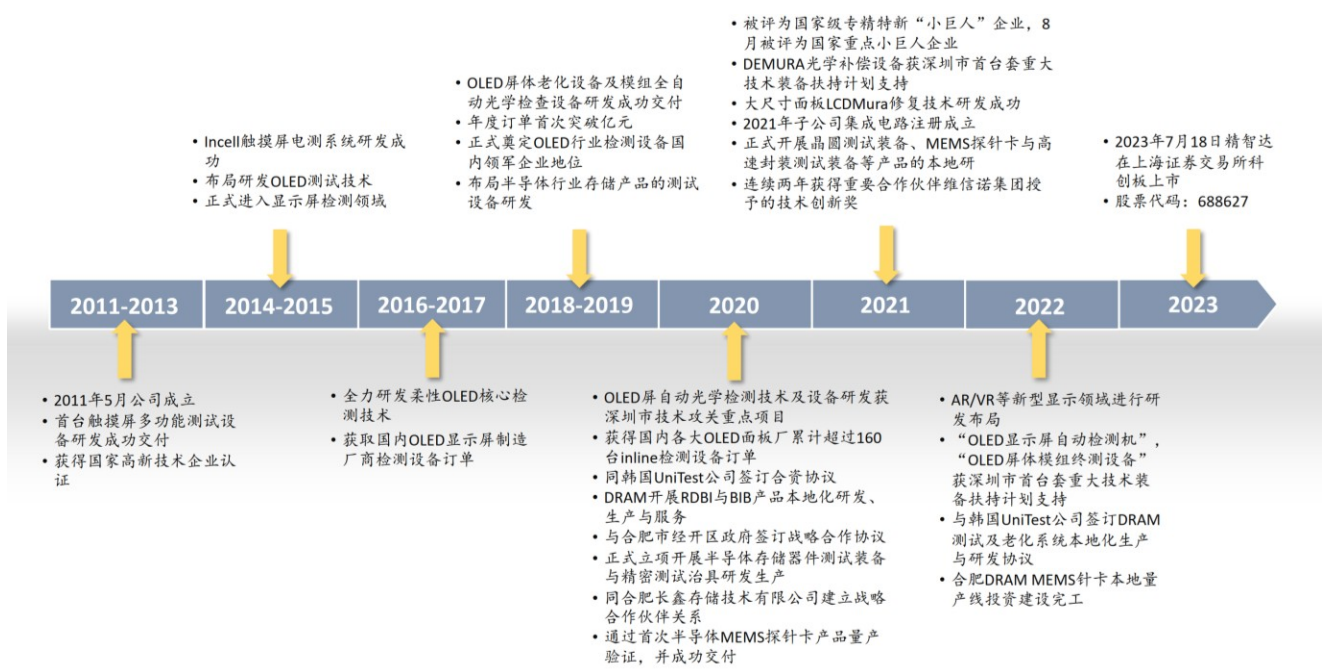 • Incell触摸屏电测系统研发成
功
• 布局研发OLED测试技术
• 正式进入显示屏检测领域
• OLED屏体老化设备及模组全自
动光学检查设备研发成功交付
• 年度订单首次突破亿元
• 正式奠定OLED行业检测设备国
内领军企业地位
• 布局半导体行业存储产品的测试
设备研发
• 被评为国家级专精特新“小巨人”企业，8
月被评为国家重点小巨人企业
• DEMURA光学补偿设备获深圳市首台套重大
技术装备扶持计划支持
• 大尺寸面板LCDMura修复技术研发成功
• 2021年子公司集成电路注册成立
• 正式开展晶圆测试装备、MEMS探针卡与高
速封装测试装备等产品的本地研
• 连续两年获得重要合作伙伴维信诺集团授
予的技术创新奖
• 2023年7月18日精智达
在上海证券交易所科
创板上市
• 股票代码：688627
2011-2013
2014-2015
2016-2017
2018-2019
2020
2021
2022
2023
• 2011年5月公司成立
• 首台触摸屏多功能测试设
备研发成功交付
• 获得国家高新技术企业认
证
• 全力研发柔性OLED核心检
测技术
• 获取国内OLED显示屏制造
厂商检测设备订单
• OLED屏自动光学检测技术及设备研发获
深圳市技术攻关重点项目
• 获得国内各大OLED面板厂累计超过160
台inline检测设备订单
• 同韩国UniTest公司签订合资协议
• DRAM开展RDBI与BIB产品本地化研发、
生产与服务
• 与合肥市经开区政府签订战略合作协议
• 正式立项开展半导体存储器件测试装备
与精密测试治具研发生产
• 同合肥长鑫存储技术有限公司建立战略
合作伙伴关系
• 通过首次半导体MEMS探针卡产品量产
验证，并成功交付
• AR/VR等新型显示领域进行研
发布局
• “OLED显示屏自动检测机”，
“OLED屏体模组终测设备”
获深圳市首台套重大技术装
备扶持计划支持
• 与韩国UniTest公司签订DRAM
测试及老化系统本地化生产
与研发协议
• 合肥DRAM MEMS针卡本地量
产线投资建设完工